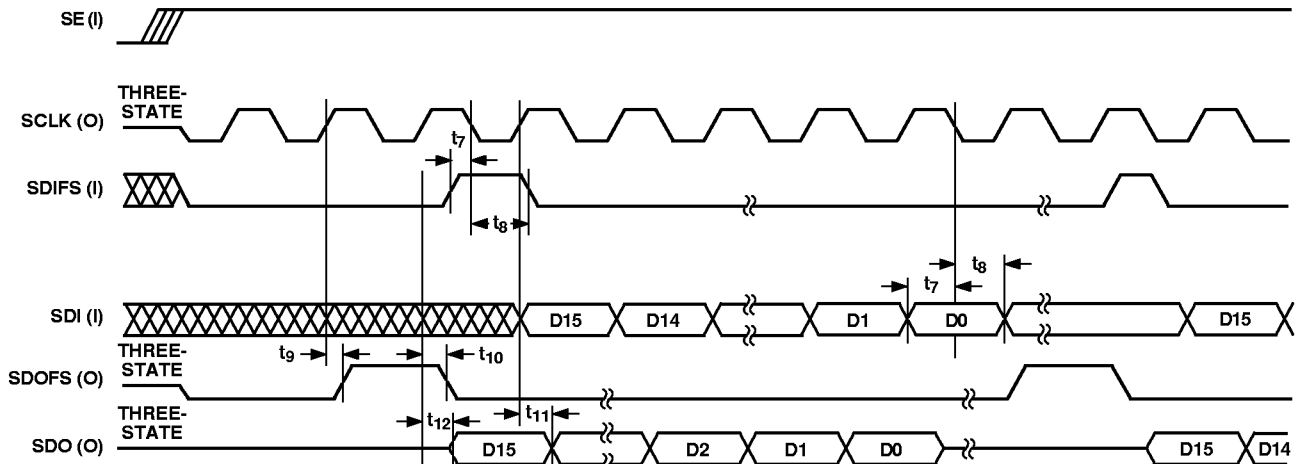 SE (I)
THREE-
STATE
SCLK (O)
t7
SDIFS (I)
t8
t8
t7
SDI (I)
D15
D14
D1
D0
D15
THREE-
STATE
t9
t10
SDOFS (O)
THREE-
STATE
t12
t11
SDO (O)
D15
D2
D1
D0
D15
D14